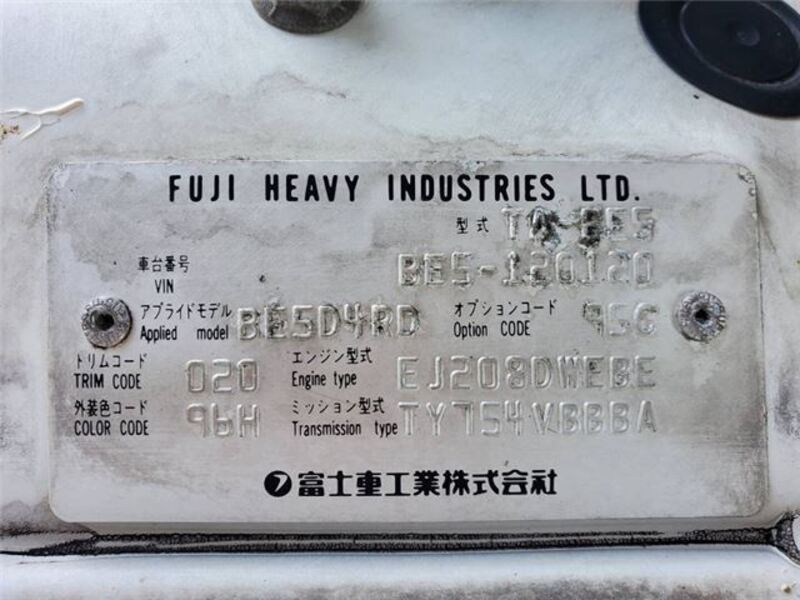 FUJI HEAVY INDUSTRIES LTD.
型式 BE5
車台番号
VIN BE5-120120
アプライドモデル オプションコード
Applied model BE5D4RD Option CODE 95C
トリムコード エンジン型式
TRIM CODE 020 Engine type EJ208DWEBE
外装色コード ミッション型式
COLOR CODE 96H Transmission type TY754VBBBA
富士重工業株式会社